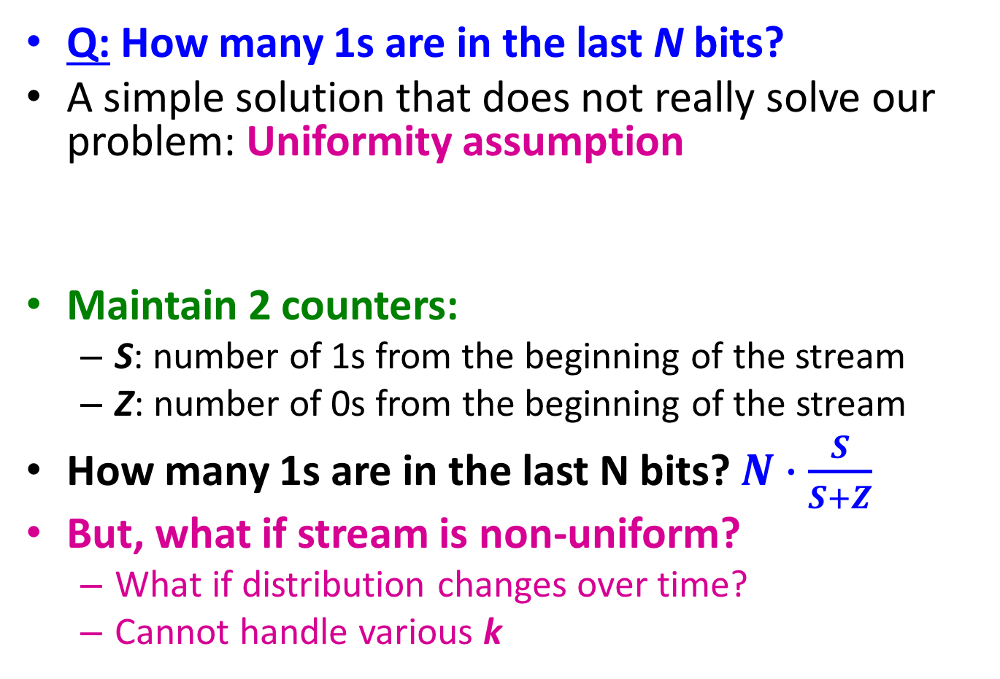 • Q: How many 1s are in the last N bits?
• A simple solution that does not really solve our
problem: Uniformity assumption
• Maintain 2 counters:
– S: number of 1s from the beginning of the stream
– Z: number of 0s from the beginning of the stream
• How many 1s are in the last N bits? N · S/(S+Z)
• But, what if stream is non-uniform?
– What if distribution changes over time?
– Cannot handle various k